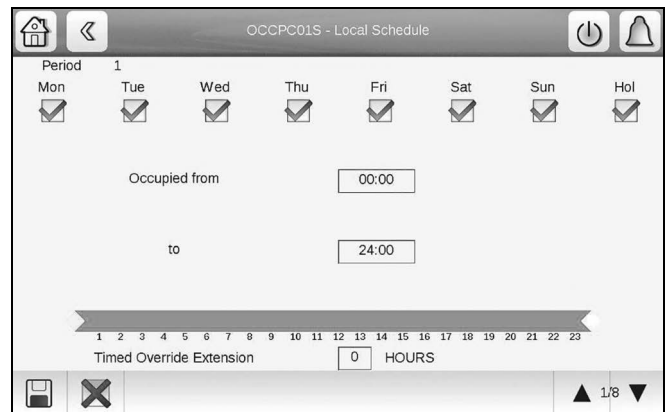 OCCPC01S - Local Schedule
Period 1
Mon Tue Wed Thu Fri Sat Sun Hol
Occupied from 00:00
to 24:00
1 2 3 4 5 6 7 8 9 10 11 12 13 14 15 16 17 18 19 20 21 22 23
Timed Override Extension 0 HOURS
1/8